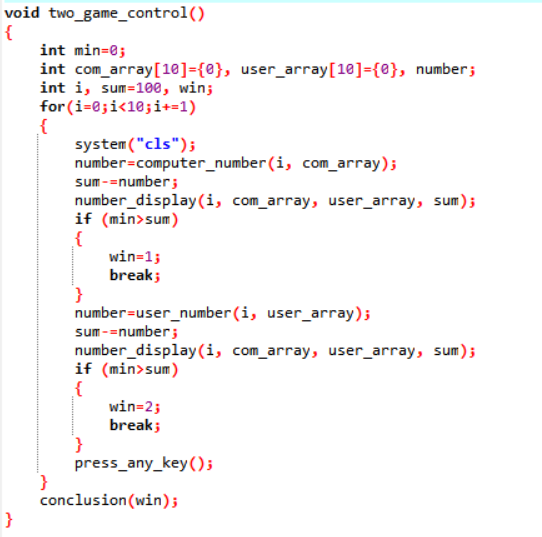 void two_game_control()
{
int min=0;
int com_array[10]={0}, user_array[10]={0}, number;
int i, sum=100, win;
for(i=0;i<10;i+=1)
{
system("cls");
number=computer_number(i, com_array);
sum-=number;
number_display(i, com_array, user_array, sum);
if (min>sum)
{
win=1;
break;
}
number=user_number(i, user_array);
sum-=number;
number_display(i, com_array, user_array, sum);
if (min>sum)
{
win=2;
break;
}
press_any_key();
}
conclusion(win);
}